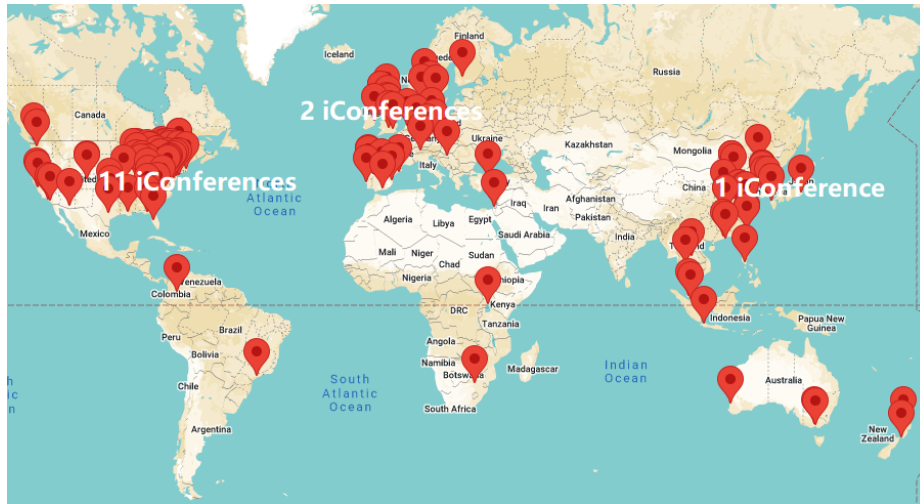 Iceland
Finland
Russia
Canada
2 iConferences
Ukraine
Kazakhstan
Mongolia
Italy
11 iConferences
China
1 iConference
Atlantic
Ocean
Iraq
Iran
Afghanistan
Pakistan
Algeria
Libya
Egypt
Saudi Arabia
India
Mexico
Mali
Niger
Chad
Sudan
Nigeria
Venezuela
Colombia
Kenya
DRC
Tanzania
Indonesia
Papua New
Guinea
Peru
Brazil
Angola
Bolivia
Namibia
Madagascar
Indian
Ocean
Chile
South
Atlantic
Ocean
Australia
South Africa
Argentina
New
Zealand